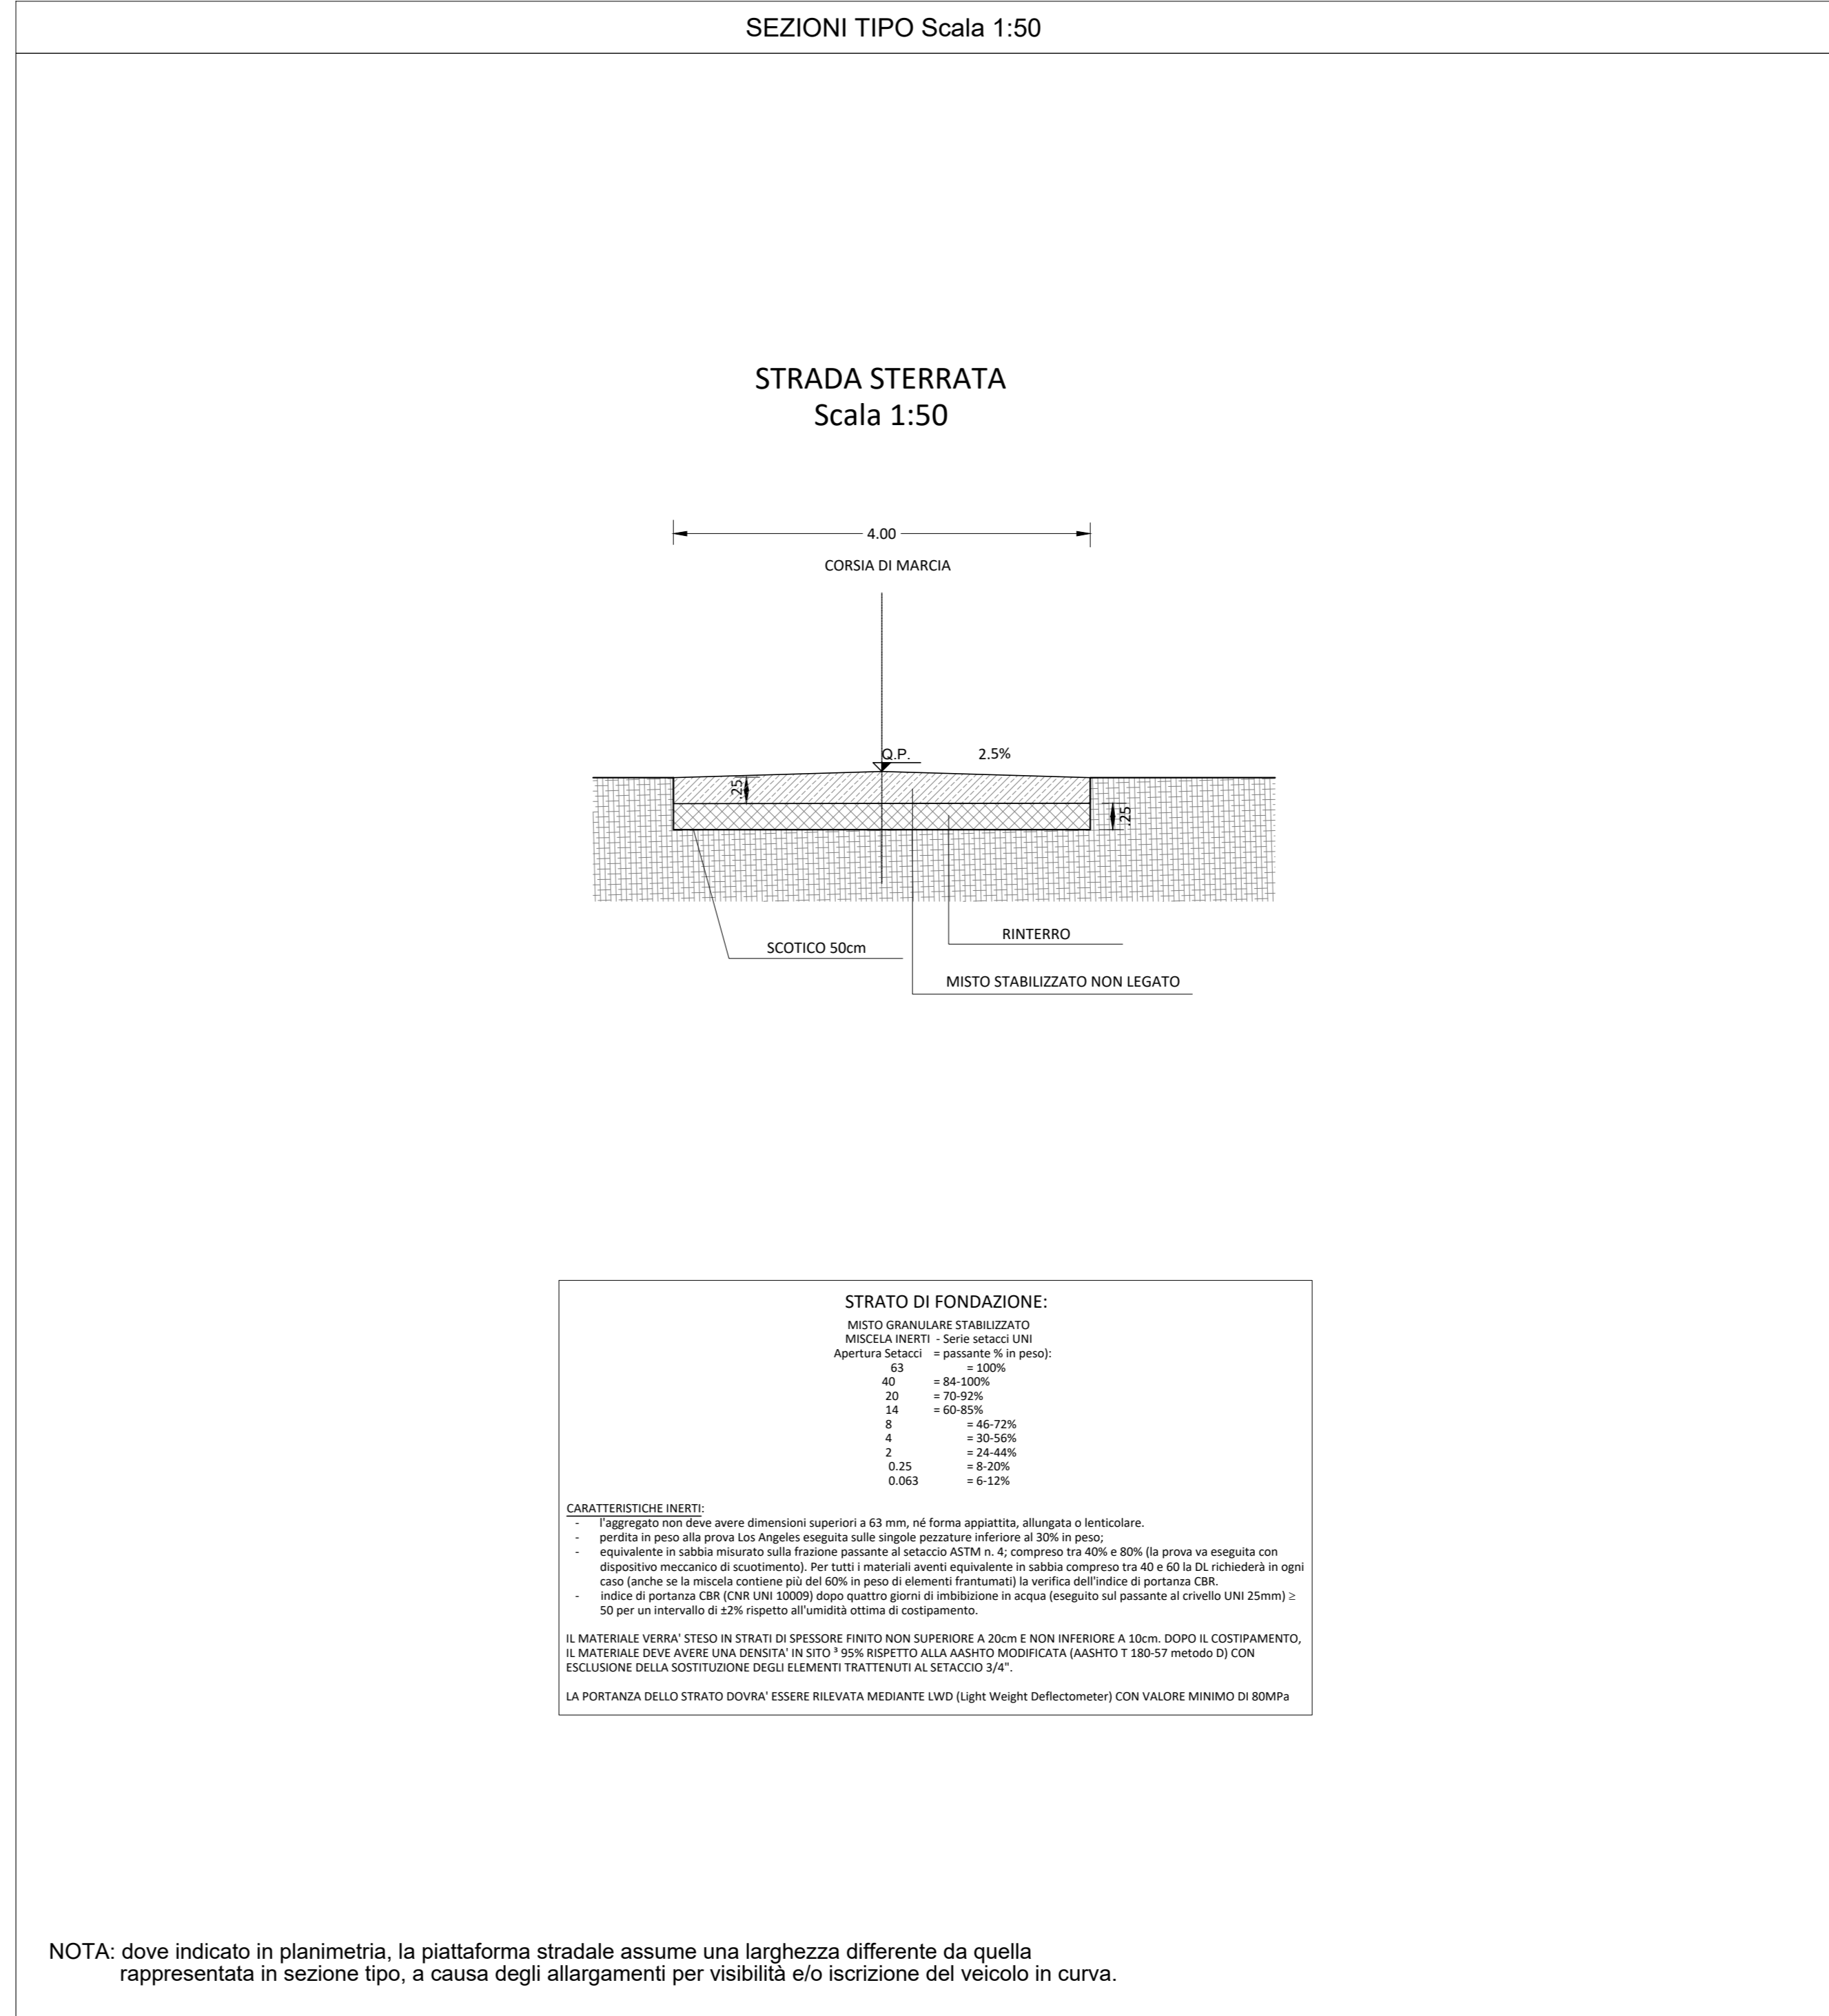 SEZIONI TIPO Scala 1:50
STRADA STERRATA
Scala 1:50
4.00
CORSIA DI MARCIA
Q.P.
2.5%
.25
.25
RINTERRO
SCOTICO 50cm
MISTO STABILIZZATO NON LEGATO
STRATO DI FONDAZIONE:
MISTO GRANULARE STABILIZZATO
MISCELA INERTI - Serie setacci UNI
Apertura Setacci = passante % in peso):
63 = 100%
40 = 84-100%
20 = 70-92%
14 = 60-85%
8 = 46-72%
4 = 30-56%
2 = 24-44%
0.25 = 8-20%
0.063 = 6-12%
CARATTERISTICHE INERTI:
- l'aggregato non deve avere dimensioni superiori a 63 mm, né forma appiattita, allungata o lenticolare.
- perdita in peso alla prova Los Angeles eseguita sulle singole pezzature inferiore al 30% in peso;
- equivalente in sabbia misurato sulla frazione passante al setaccio ASTM n. 4; compreso tra 40% e 80% (la prova va eseguita con
dispositivo meccanico di scuotimento). Per tutti i materiali aventi equivalente in sabbia compreso tra 40 e 60 la DL richiederà in ogni
caso (anche se la miscela contiene più del 60% in peso di elementi frantumati) la verifica dell'indice di portanza CBR.
- indice di portanza CBR (CNR UNI 10009) dopo quattro giorni di imbibizione in acqua (eseguito sul passante al crivello UNI 25mm) ≥
50 per un intervallo di ±2% rispetto all'umidità ottima di costipamento.
IL MATERIALE VERRA' STESO IN STRATI DI SPESSORE FINITO NON SUPERIORE A 20cm E NON INFERIORE A 10cm. DOPO IL COSTIPAMENTO,
IL MATERIALE DEVE AVERE UNA DENSITA' IN SITO ³ 95% RISPETTO ALLA AASHTO MODIFICATA (AASHTO T 180-57 metodo D) CON
ESCLUSIONE DELLA SOSTITUZIONE DEGLI ELEMENTI TRATTENUTI AL SETACCIO 3/4".
LA PORTANZA DELLO STRATO DOVRA' ESSERE RILEVATA MEDIANTE LWD (Light Weight Deflectometer) CON VALORE MINIMO DI 80MPa
NOTA: dove indicato in planimetria, la piattaforma stradale assume una larghezza differente da quella
rappresentata in sezione tipo, a causa degli allargamenti per visibilità e/o iscrizione del veicolo in curva.